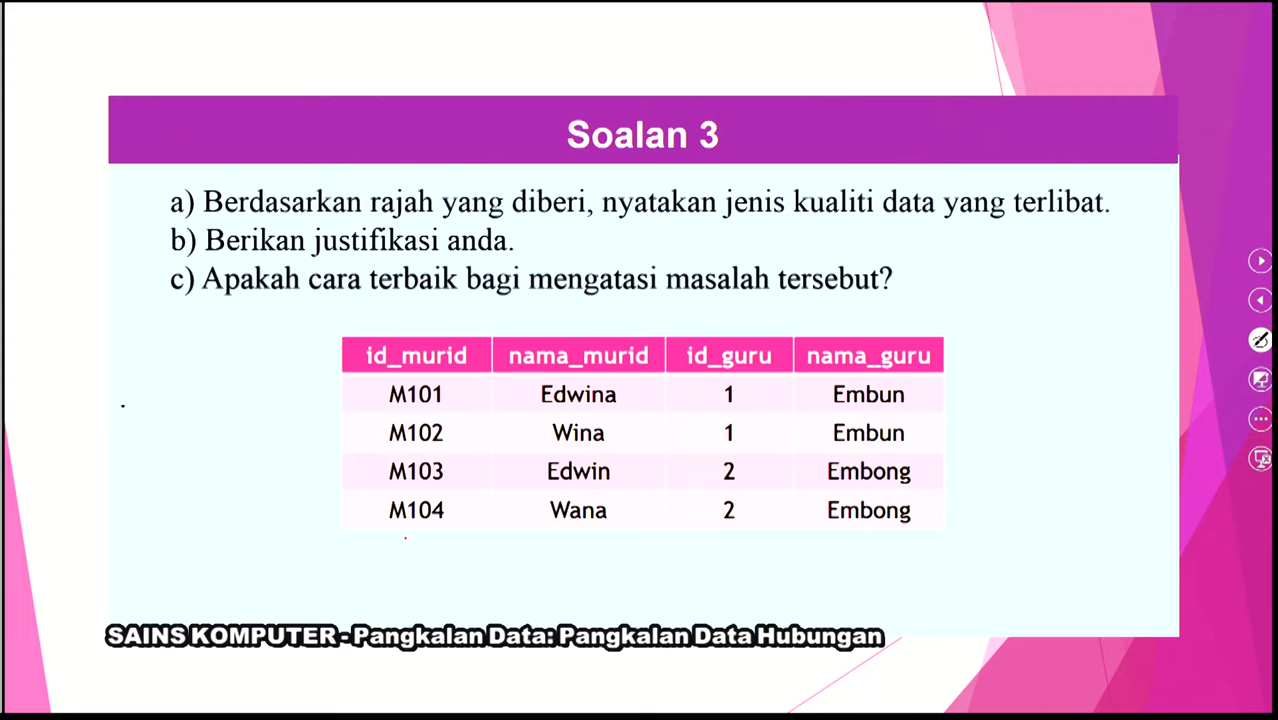 Soalan 3
a) Berdasarkan rajah yang diberi, nyatakan jenis kualiti data yang terlibat.
b) Berikan justifikasi anda.
c) Apakah cara terbaik bagi mengatasi masalah tersebut?
id_murid nama_murid id_guru nama_guru
M101 Edwina 1 Embun
M102 Wina 1 Embun
M103 Edwin 2 Embong
M104 Wana 2 Embong
SAINS KOMPUTER - Pangkalan Data: Pangkalan Data Hubungan